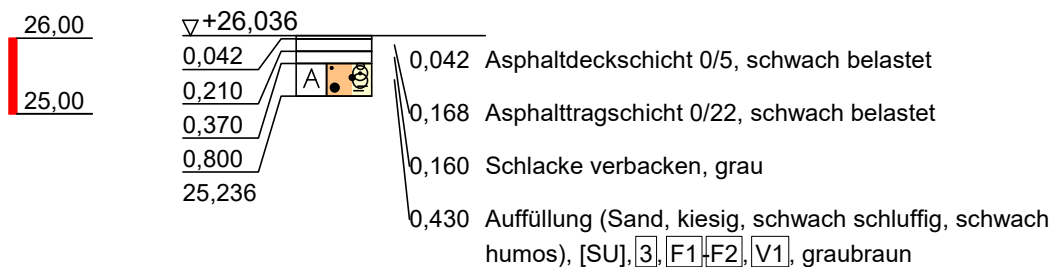 26,00
25,00
+26,036
0,042
0,210
0,370
0,800
25,236
A
0,042 Asphaltdeckschicht 0/5, schwach belastet
0,168 Asphalttragschicht 0/22, schwach belastet
0,160 Schlacke verbacken, grau
0,430 Auffüllung (Sand, kiesig, schwach schluffig, schwach
humos), [SU], 3, F1-F2, V1, graubraun